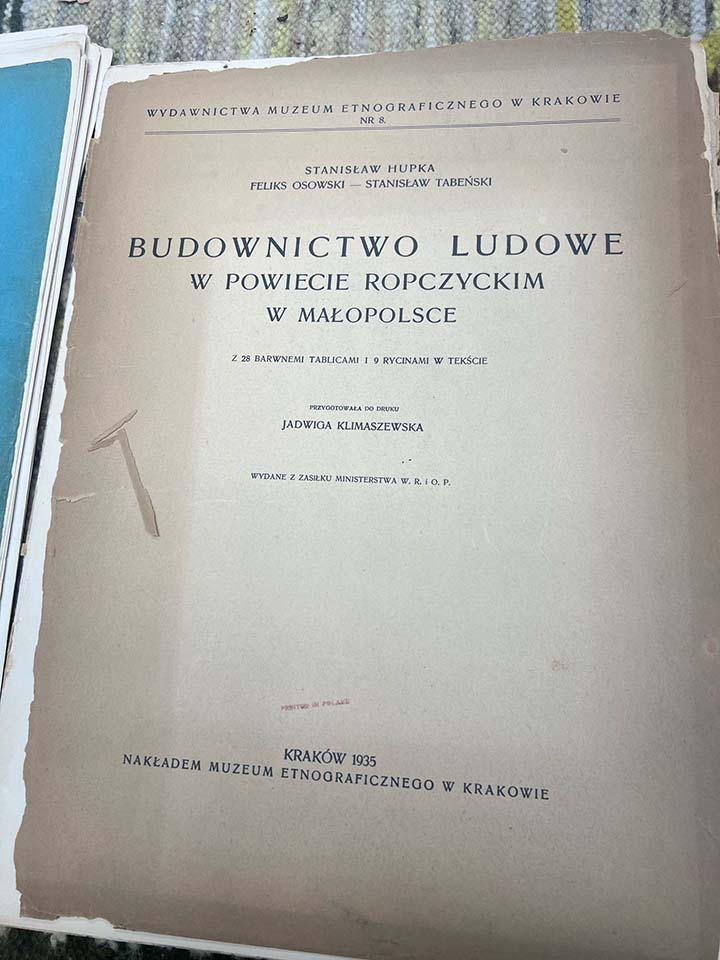 WYDAWNICTWA MUZEUM ETNOGRAFICZNEGO W KRAKOWIE
NR 8.
STANISŁAW HUPKA
FELIKS OSOWSKI — STANISŁAW TABEŃSKI
BUDOWNICTWO LUDOWE
W POWIECIE ROPCZYCKIM
W MAŁOPOLSCE
Z 28 BARWNEMI TABLICAMI I 9 RYCINAMI W TEKŚCIE
PRZYGOTOWAŁA DO DRUKU
JADWIGA KLIMASZEWSKA
WYDANE Z ZASIŁKU MINISTERSTWA W. R. i O. P.
PRINTED IN POLAND
KRAKÓW 1935
NAKŁADEM MUZEUM ETNOGRAFICZNEGO W KRAKOWIE